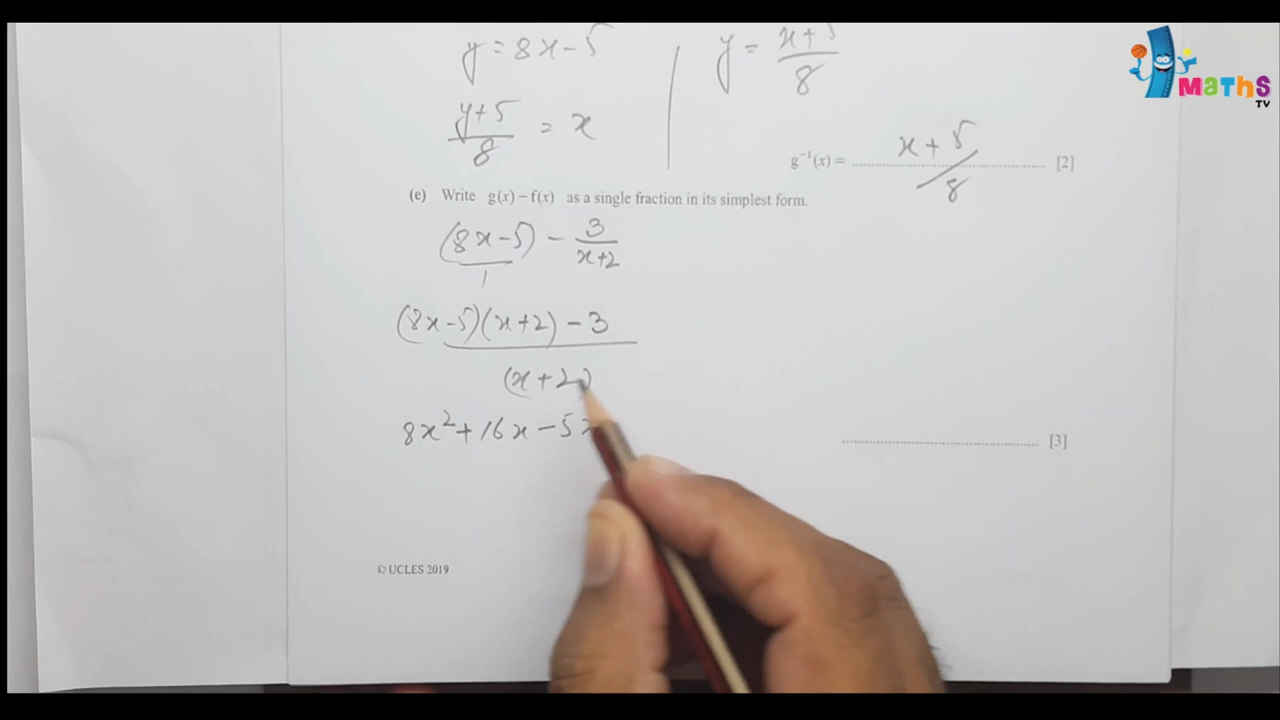 y = 8x - 5
y = x + 5 / 8
y + 5 / 8 = x
g⁻¹(x) = x + 5 / 8 [2]
(e) Write g(x) – f(x) as a single fraction in its simplest form.
(8x - 5) / 1 - 3 / x+2
(8x - 5)(x + 2) - 3
(x + 2)
8x² + 16x - 5x
[3]
© UCLES 2019
MaTHS
TV